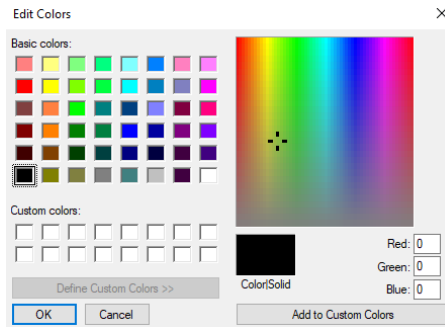 Edit Colors
Basic colors:
Custom colors:
Define Custom Colors >>
OK
Cancel
Color|Solid
Red: 0
Green: 0
Blue: 0
Add to Custom Colors